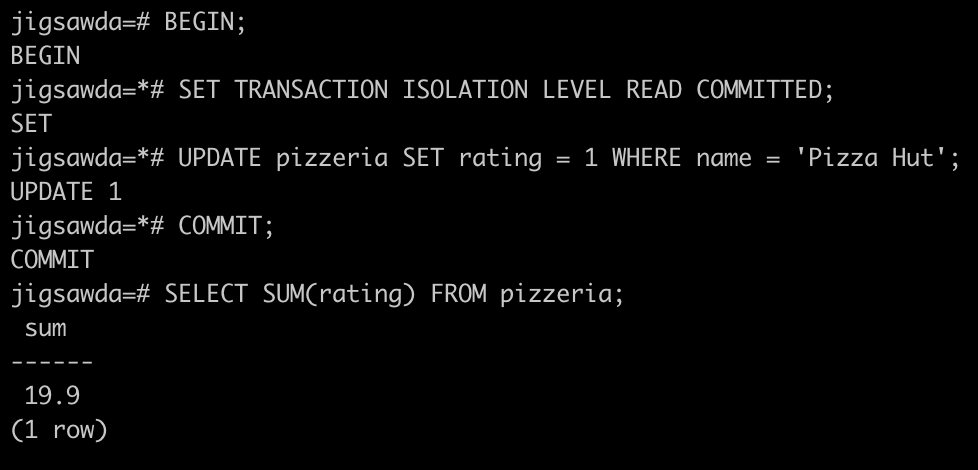 jigsawda=# BEGIN;
BEGIN
jigsawda=*# SET TRANSACTION ISOLATION LEVEL READ COMMITTED;
SET
jigsawda=*# UPDATE pizzeria SET rating = 1 WHERE name = 'Pizza Hut';
UPDATE 1
jigsawda=*# COMMIT;
COMMIT
jigsawda=# SELECT SUM(rating) FROM pizzeria;
 sum
------
 19.9
(1 row)